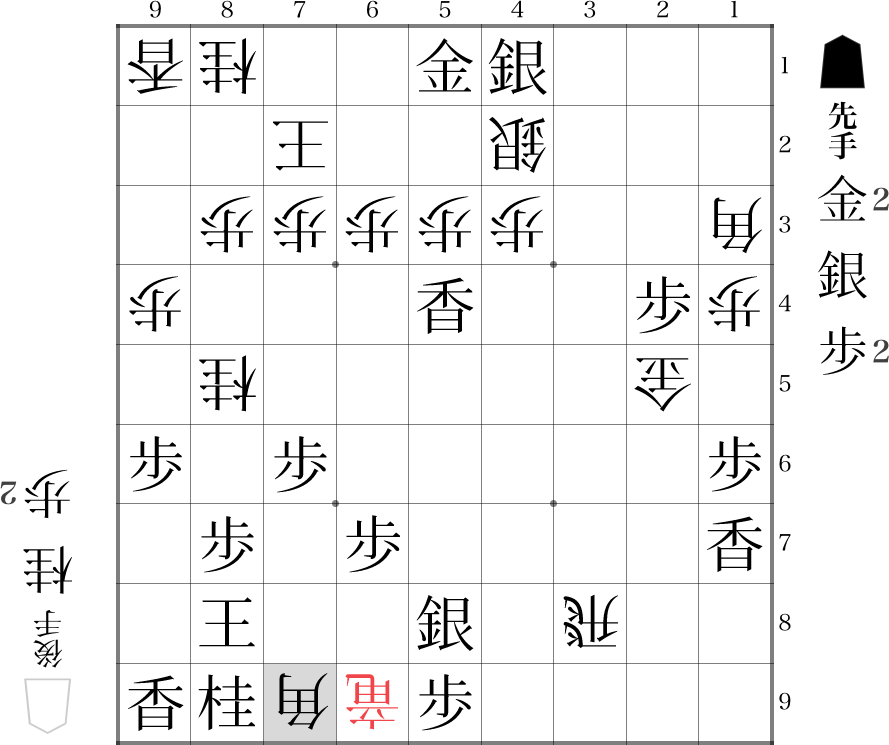 9 8 7 6 5 4 3 2 1
香 桂 金 銀 1
王 銀 2
歩 歩 歩 歩 歩 角 3
歩 香 歩 歩 4
桂 金 5
歩 歩 歩 6
歩 歩 香 7
王 銀 飛 8
香 桂 角 竜 歩 9
先手
金2
銀
歩2
後手
桂
歩2